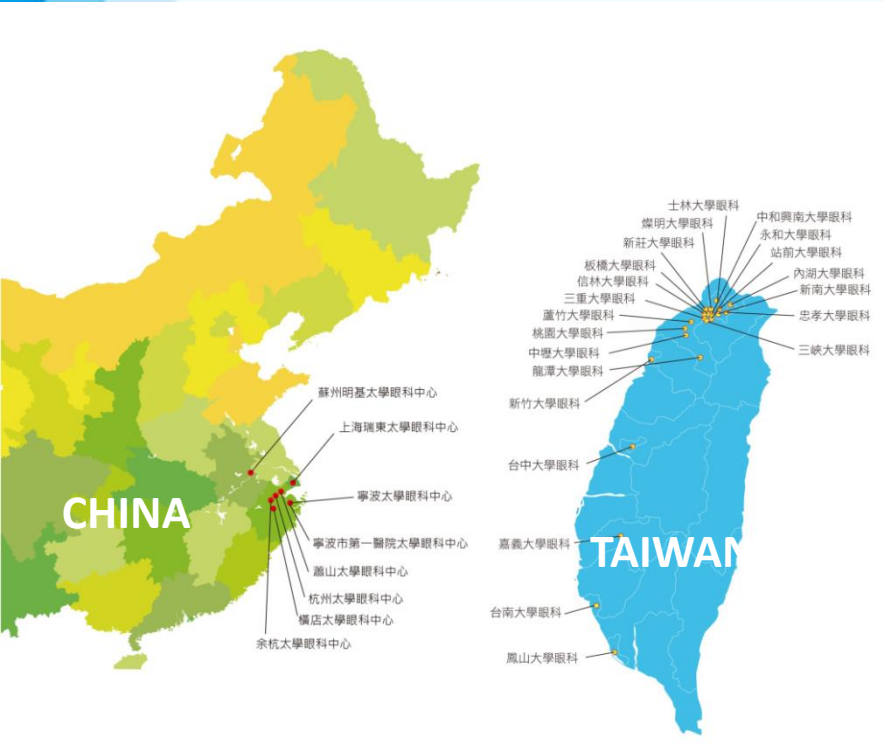 蘇州明基太學眼科中心
上海瑞東太學眼科中心
CHINA
寧波太學眼科中心
寧波市第一醫院太學眼科中心
蕭山太學眼科中心
杭州太學眼科中心
橫店太學眼科中心
余杭太學眼科中心
士林大學眼科
燦明大學眼科
新莊大學眼科
板橋大學眼科
信林大學眼科
三重大學眼科
蘆竹大學眼科
桃園大學眼科
中壢大學眼科
龍潭大學眼科
新竹大學眼科
中和興南大學眼科
永和大學眼科
站前大學眼科
內湖大學眼科
新南大學眼科
忠孝大學眼科
三峽大學眼科
台中大學眼科
嘉義大學眼科
TAIWAN
台南大學眼科
鳳山大學眼科